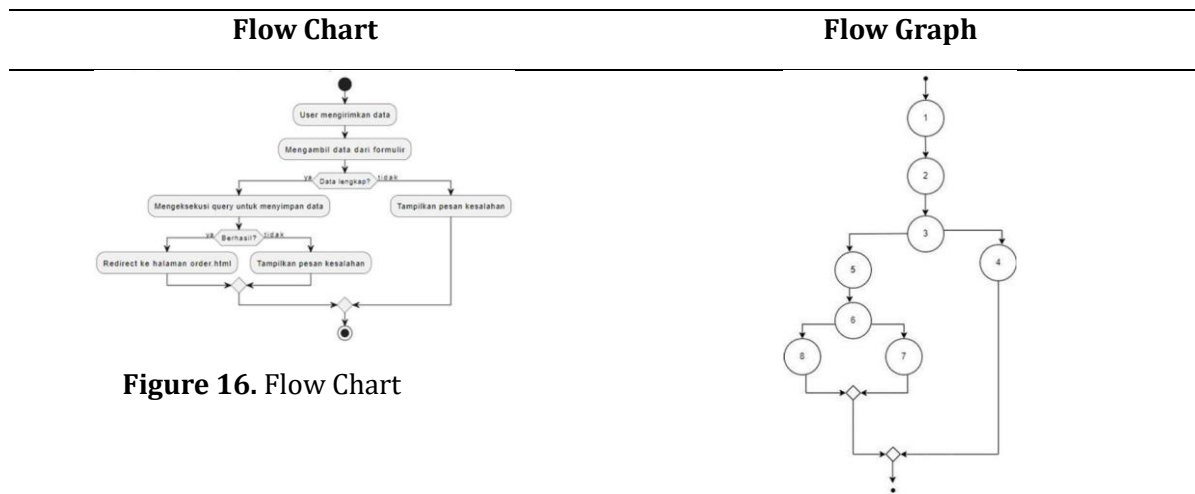 Flow Chart
Flow Graph
User mengirimkan data
Mengambil data dari formulir
ya Data lengkap? tidak
Mengeksekusi query untuk menyimpan data
Tampilkan pesan kesalahan
ya Berhasil? tidak
Redirect ke halaman order.html
Tampilkan pesan kesalahan
Figure 16. Flow Chart
1
2
3
4
5
6
8
7